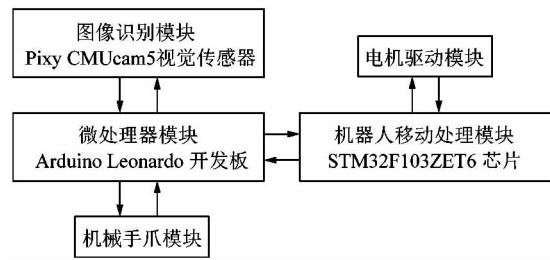 图像识别模块
Pixy CMUcam5视觉传感器
电机驱动模块
微处理器模块
Arduino Leonardo 开发板
机器人移动处理模块
STM32F103ZET6 芯片
机械手爪模块